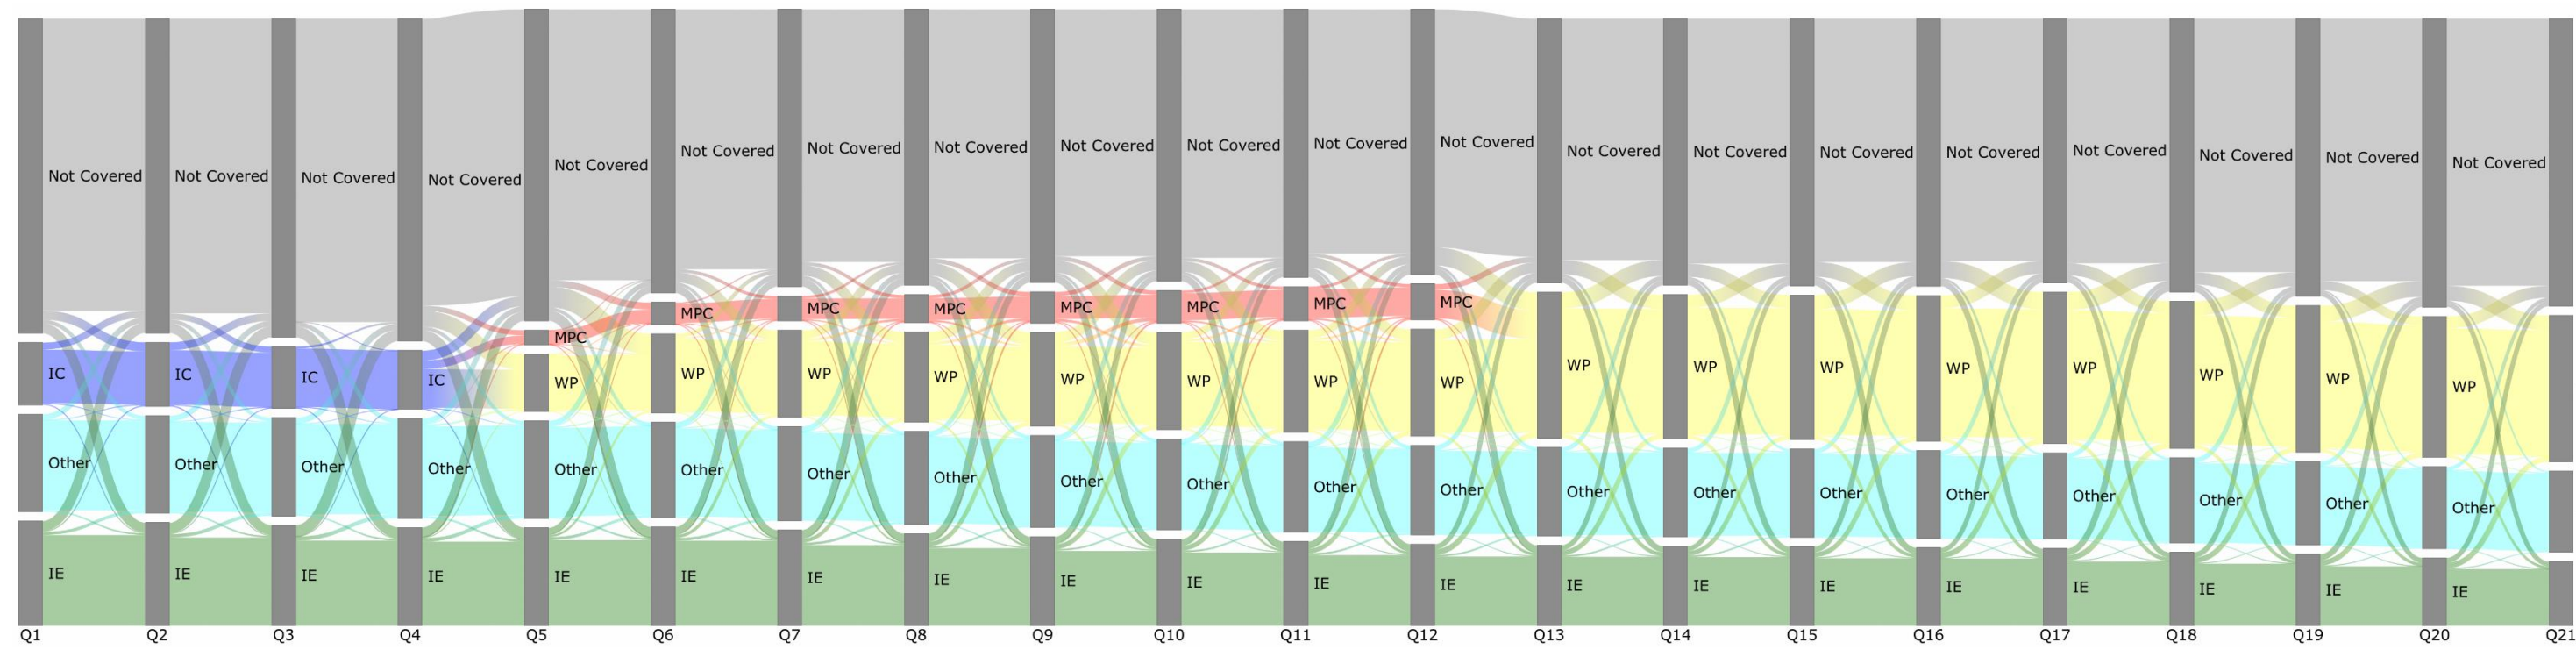 Not Covered Not Covered Not Covered Not Covered Not Covered Not Covered Not Covered Not Covered Not Covered Not Covered Not Covered Not Covered Not Covered Not Covered Not Covered Not Covered Not Covered Not Covered Not Covered Not Covered
MPC MPC MPC MPC MPC MPC MPC MPC
IC IC IC IC WP WP WP WP WP WP WP WP WP WP WP WP WP WP WP WP
Other Other Other Other Other Other Other Other Other Other Other Other Other Other Other Other Other Other Other Other
IE IE IE IE IE IE IE IE IE IE IE IE IE IE IE IE IE IE IE IE
Q1 Q2 Q3 Q4 Q5 Q6 Q7 Q8 Q9 Q10 Q11 Q12 Q13 Q14 Q15 Q16 Q17 Q18 Q19 Q20 Q21